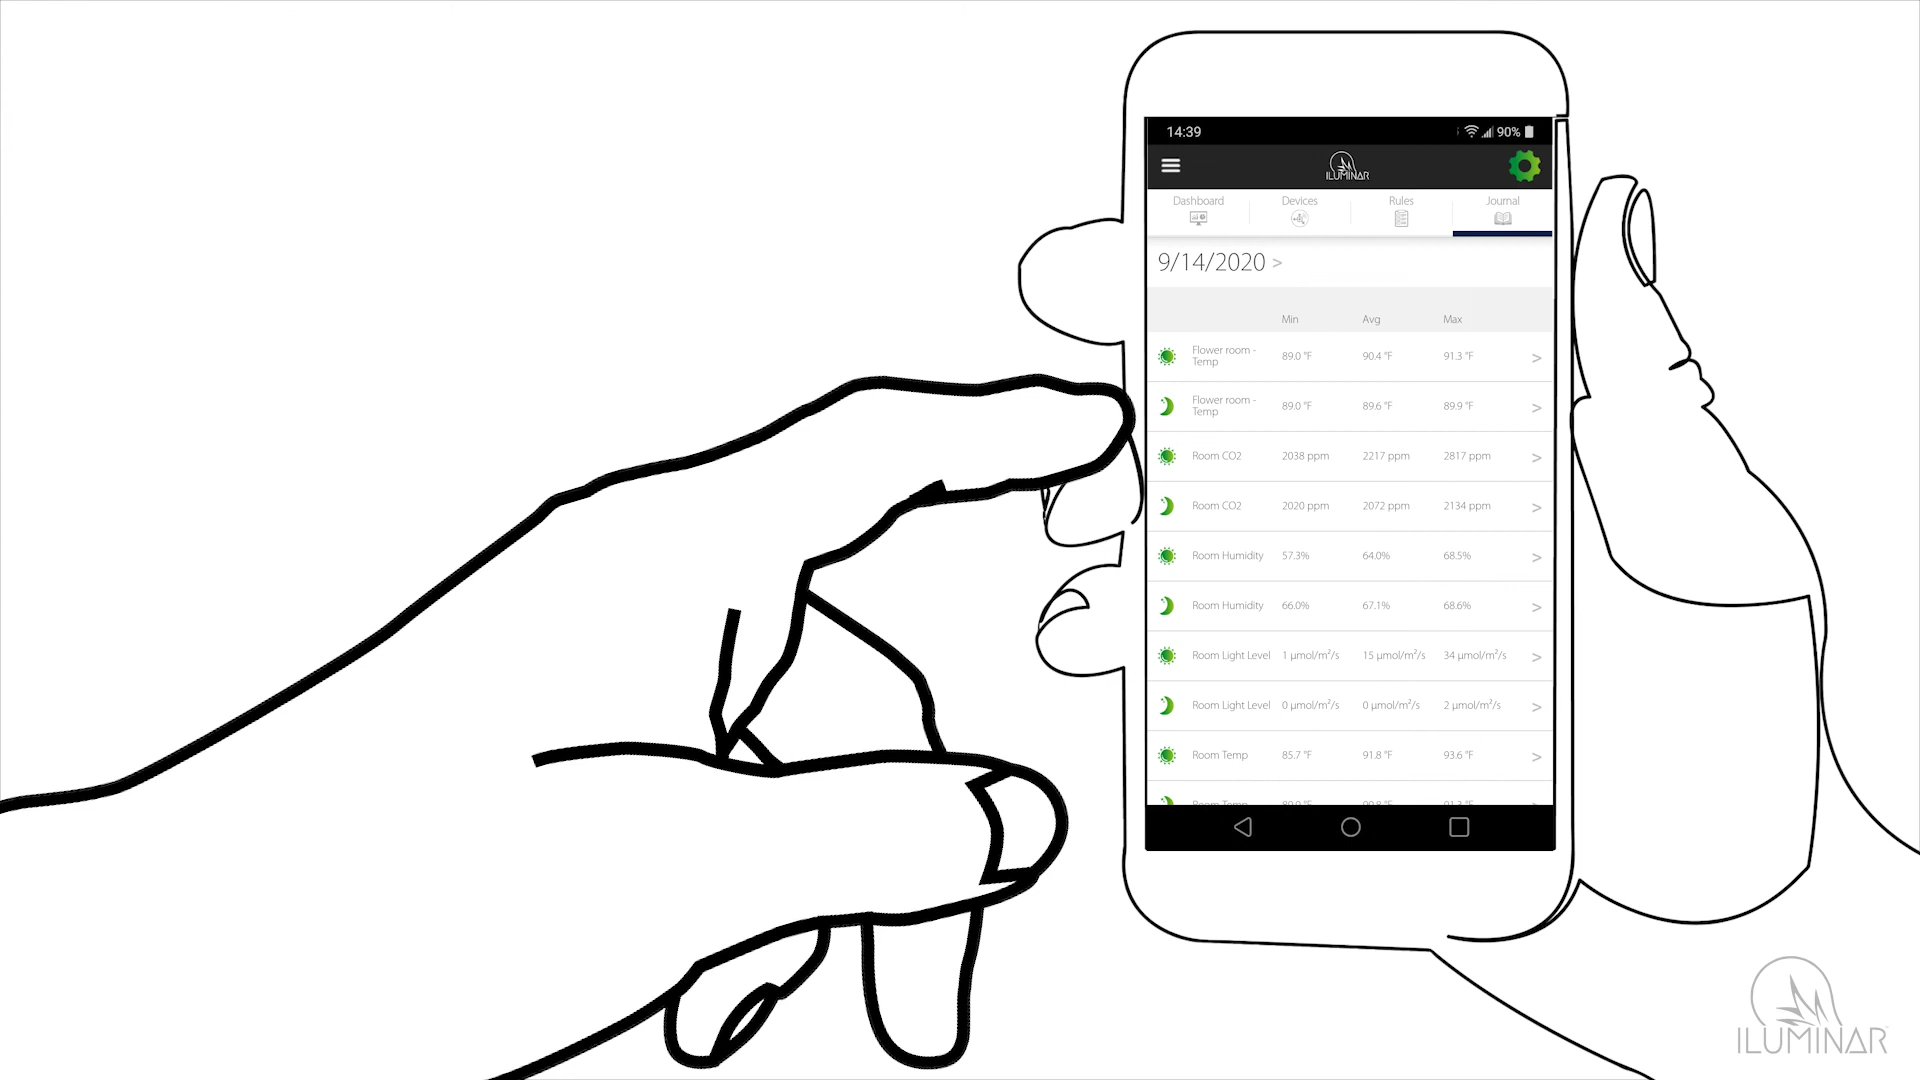 14:39 90%
ILUMINAR
Dashboard Devices Rules Journal
9/14/2020 >
Min Avg Max
Flower room - Temp 89.0 °F 90.4 °F 91.3 °F >
Flower room - Temp 89.0 °F 89.6 °F 89.9 °F >
Room CO2 2038 ppm 2217 ppm 2817 ppm >
Room CO2 2020 ppm 2072 ppm 2134 ppm >
Room Humidity 57.3% 64.0% 68.5% >
Room Humidity 66.0% 67.1% 68.6% >
Room Light Level 1 μmol/m²/s 15 μmol/m²/s 34 μmol/m²/s >
Room Light Level 0 μmol/m²/s 0 μmol/m²/s 2 μmol/m²/s >
Room Temp 85.7 °F 91.8 °F 93.6 °F >
Room Temp
ILUMINAR